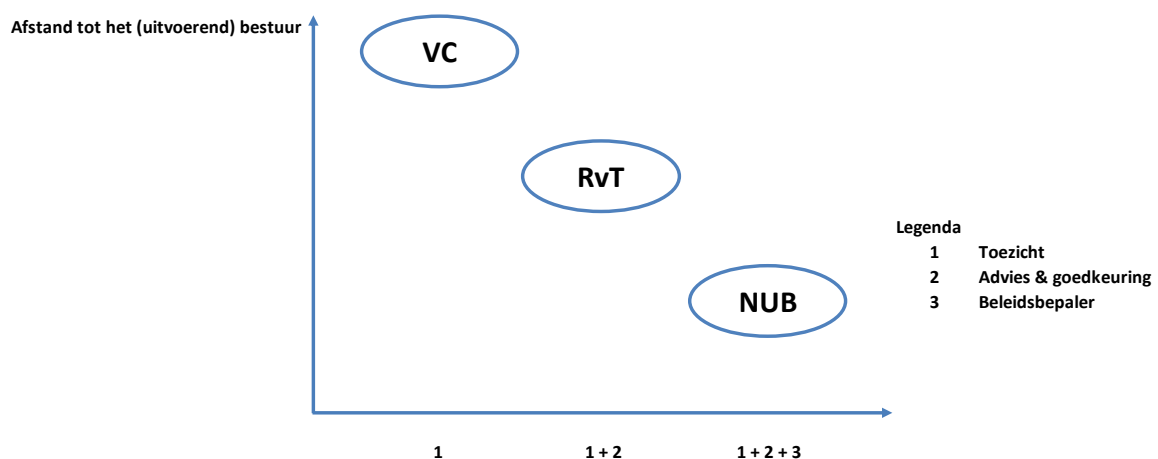 Afstand tot het (uitvoerend) bestuur
VC
RvT
NUB
Legenda
1 Toezicht
2 Advies & goedkeuring
3 Beleidsbepaler
1 1 + 2 1 + 2 + 3